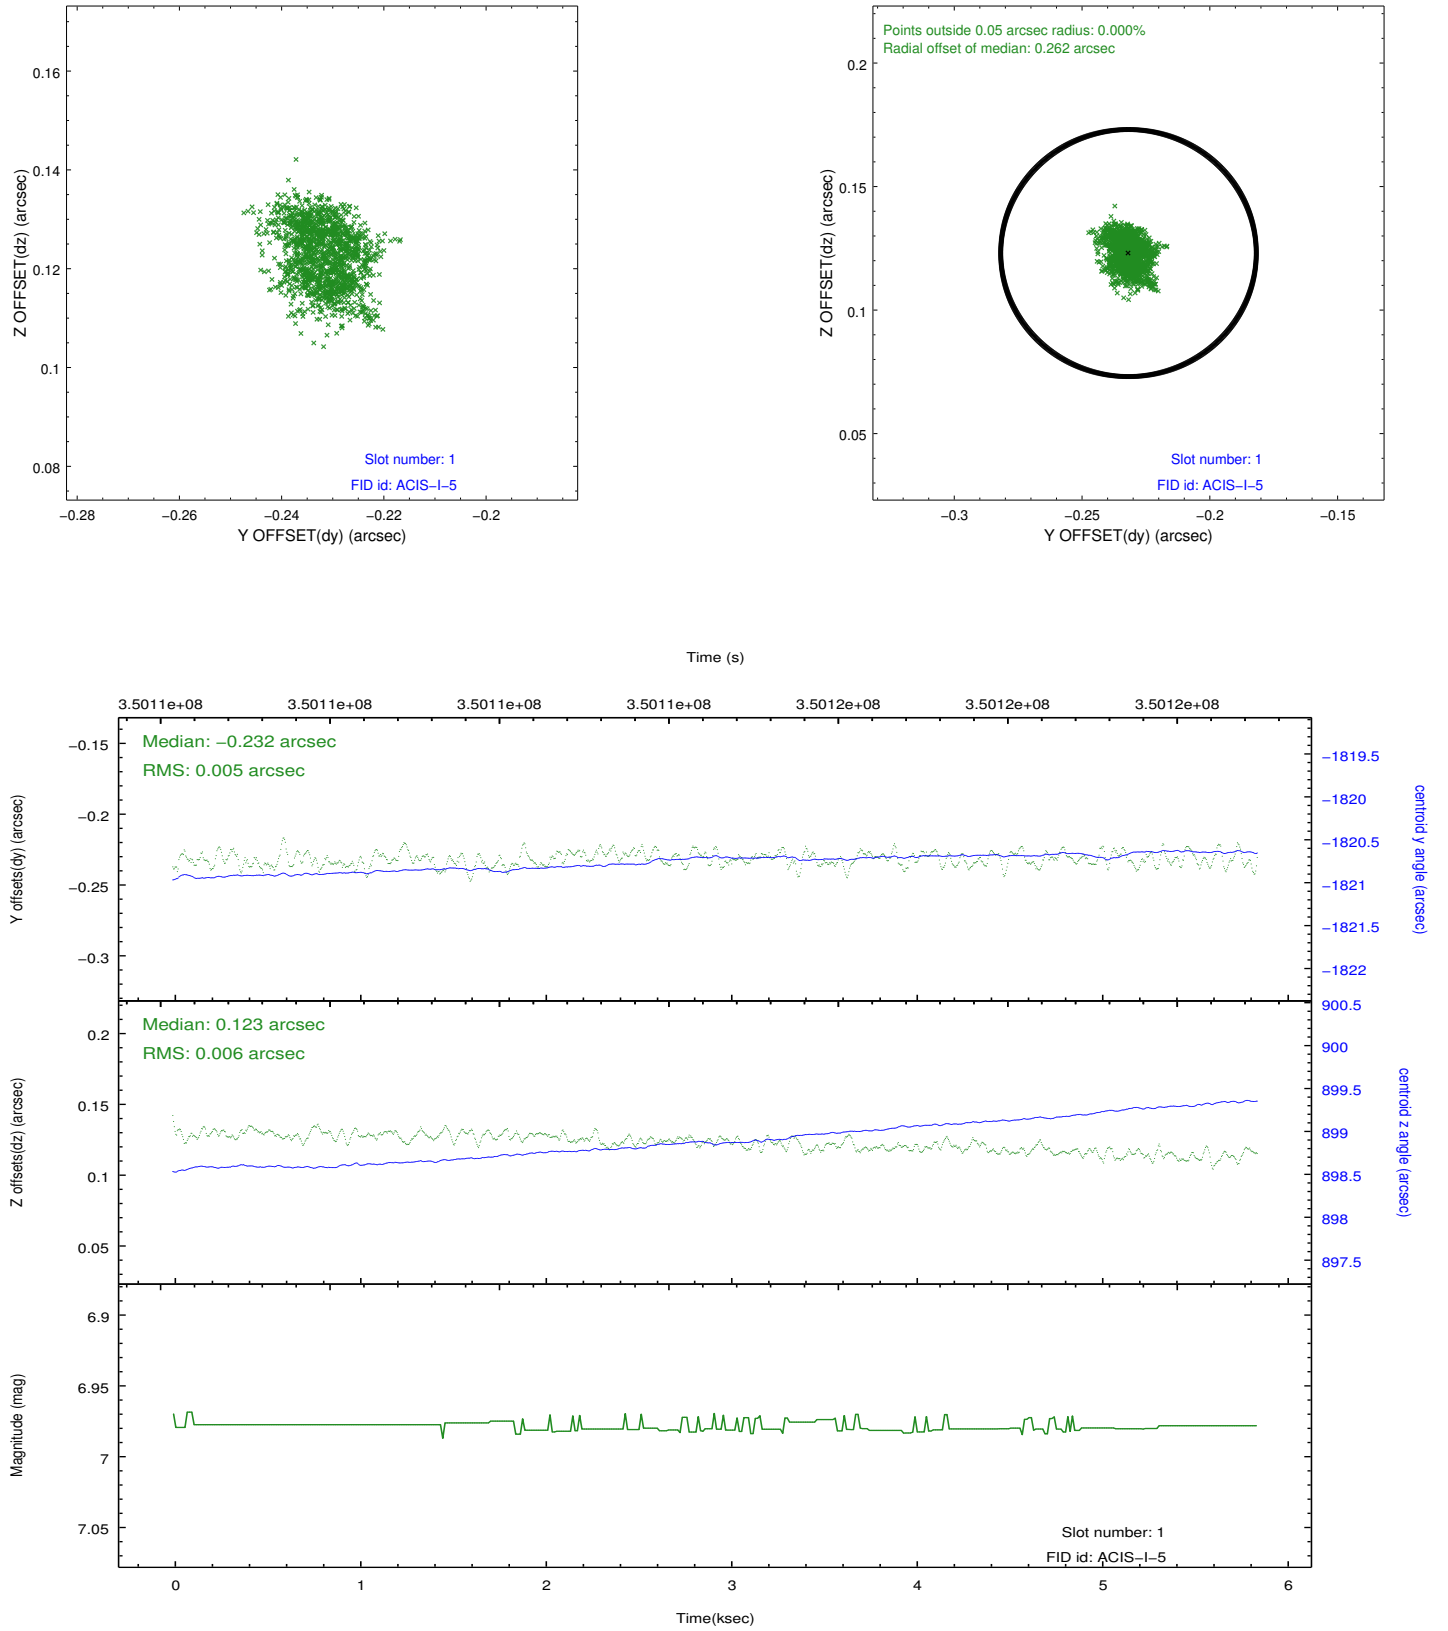 0.16
0.14
0.12
0.1
0.08
Z OFFSET(dz) (arcsec)
Slot number: 1
FID id: ACIS−I−5
−0.28 −0.26 −0.24 −0.22 −0.2
Y OFFSET(dy) (arcsec)
Points outside 0.05 arcsec radius: 0.000%
Radial offset of median: 0.262 arcsec
0.2
0.15
0.1
0.05
Z OFFSET(dz) (arcsec)
Slot number: 1
FID id: ACIS−I−5
−0.3 −0.25 −0.2 −0.15
Y OFFSET(dy) (arcsec)
Time (s)
3.5011e+08 3.5011e+08 3.5011e+08 3.5011e+08 3.5012e+08 3.5012e+08 3.5012e+08
Median: −0.232 arcsec
RMS: 0.005 arcsec
−0.15
−0.2
−0.25
−0.3
Y offsets(dy) (arcsec)
−1819.5
−1820
−1820.5
−1821
−1821.5
−1822
centroid y angle (arcsec)
Median: 0.123 arcsec
RMS: 0.006 arcsec
0.2
0.15
0.1
0.05
Z offsets(dz) (arcsec)
900.5
900
899.5
899
898.5
898
897.5
centroid z angle (arcsec)
6.9
6.95
7
7.05
Magnitude (mag)
Slot number: 1
FID id: ACIS−I−5
0 1 2 3 4 5 6
Time(ksec)